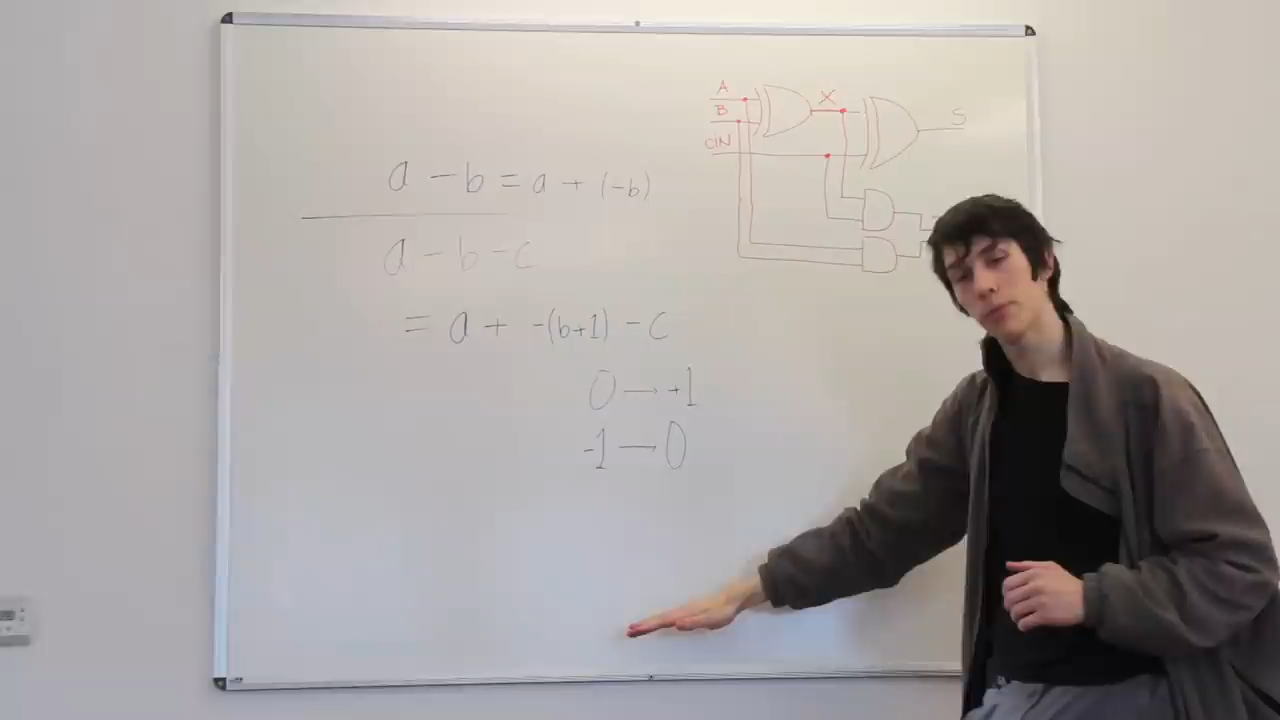 a - b = a + (-b)
a - b - c
= a + -(b+1) - c
0 → +1
-1 → 0
A
B
CIN
X
S